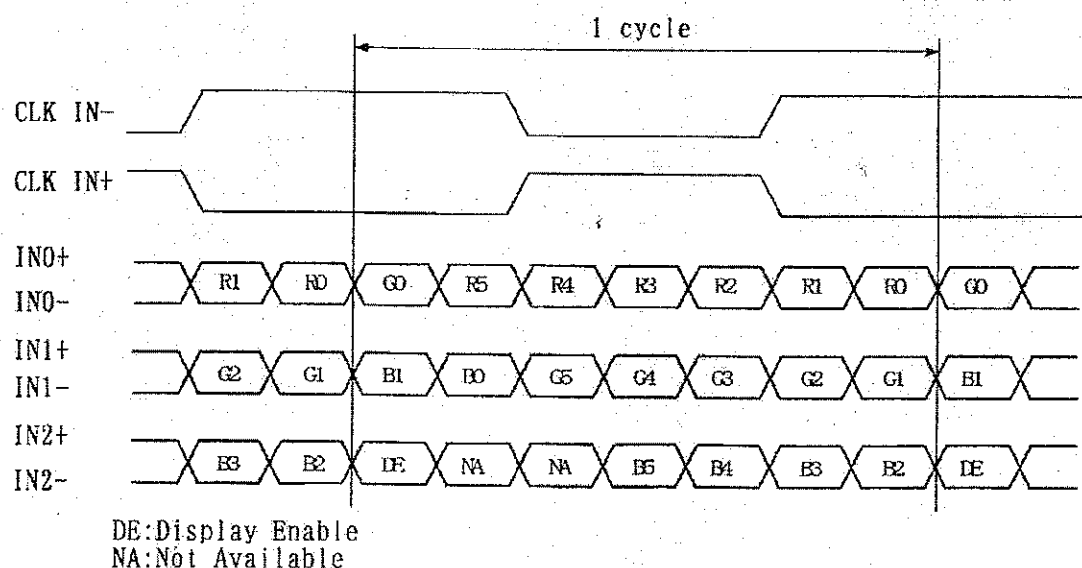 1 cycle
CLK IN-
CLK IN+
IN0+
IN0-
R1 R0 G0 R5 R4 R3 R2 R1 R0 G0
IN1+
IN1-
G2 G1 B1 B0 G5 G4 G3 G2 G1 B1
IN2+
IN2-
B3 B2 DE NA NA B5 B4 B3 B2 DE
DE:Display Enable
NA:Not Available